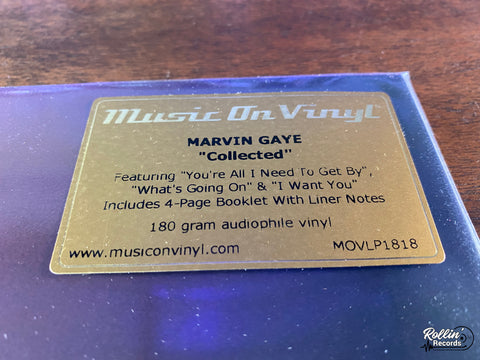 Music On Vinyl
MARVIN GAYE
"Collected"
Featuring "You're All I Need To Get By",
"What's Going On" & "I Want You"
Includes 4-Page Booklet With Liner Notes
180 gram audiophile vinyl
www.musiconvinyl.com MOVLP1818
Rollin'
Records